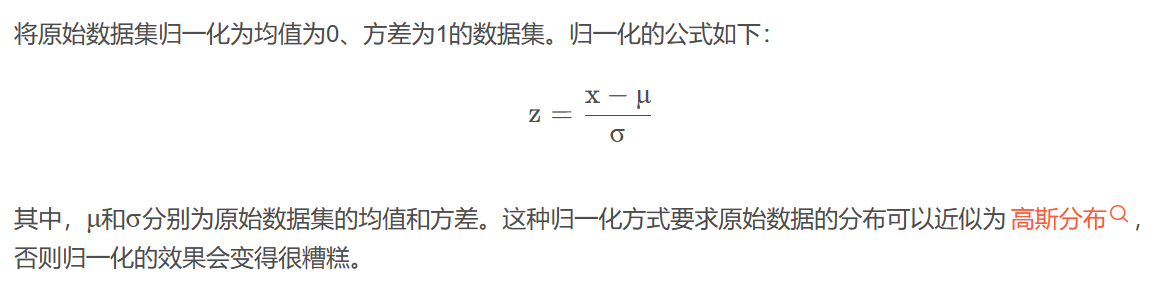 将原始数据集归一化为均值为0、方差为1的数据集。归一化的公式如下：
z = \frac{x − μ}{σ}
其中，μ和σ分别为原始数据集的均值和方差。这种归一化方式要求原始数据的分布可以近似为 高斯分布，
否则归一化的效果会变得很糟糕。